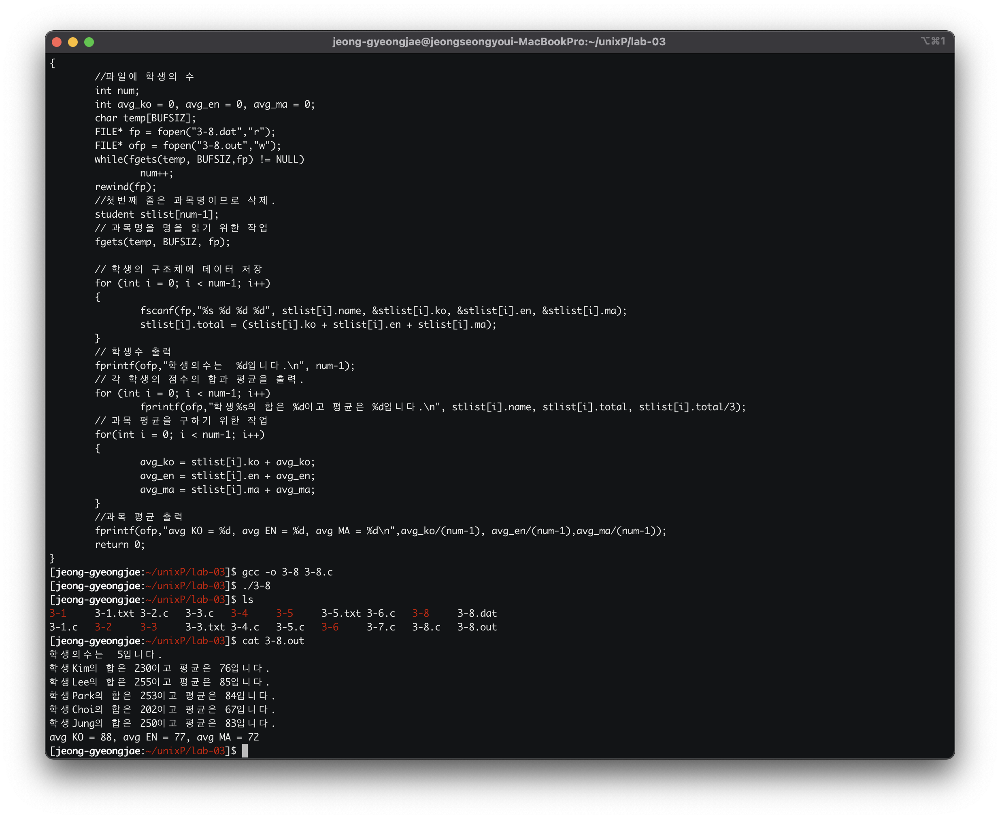 jeong-gyeongjae@jeongseongyoui-MacBookPro:~/unixP/lab-03
⌥⌘1
{
        //파일에 학생의 수
        int num;
        int avg_ko = 0, avg_en = 0, avg_ma = 0;
        char temp[BUFSIZ];
        FILE* fp = fopen("3-8.dat","r");
        FILE* ofp = fopen("3-8.out","w");
        while(fgets(temp, BUFSIZ,fp) != NULL)
                num++;
        rewind(fp);
        //첫번째 줄은 과목명이므로 삭제.
        student stlist[num-1];
        // 과목명을 명을 읽기 위한 작업
        fgets(temp, BUFSIZ, fp);

        // 학생의 구조체에 데이터 저장
        for (int i = 0; i < num-1; i++)
        {
                fscanf(fp,"%s %d %d %d", stlist[i].name, &stlist[i].ko, &stlist[i].en, &stlist[i].ma);
                stlist[i].total = (stlist[i].ko + stlist[i].en + stlist[i].ma);
        }
        // 학생수 출력
        fprintf(ofp,"학생의수는  %d입니다.\n", num-1);
        // 각 학생의 점수의 합과 평균을 출력.
        for (int i = 0; i < num-1; i++)
                fprintf(ofp,"학생%s의 합은 %d이고 평균은 %d입니다.\n", stlist[i].name, stlist[i].total, stlist[i].total/3);
        // 과목 평균을 구하기 위한 작업
        for(int i = 0; i < num-1; i++)
        {
                avg_ko = stlist[i].ko + avg_ko;
                avg_en = stlist[i].en + avg_en;
                avg_ma = stlist[i].ma + avg_ma;
        }
        //과목 평균 출력
        fprintf(ofp,"avg KO = %d, avg EN = %d, avg MA = %d\n",avg_ko/(num-1), avg_en/(num-1),avg_ma/(num-1));
        return 0;
}
[jeong-gyeongjae:~/unixP/lab-03]$ gcc -o 3-8 3-8.c
[jeong-gyeongjae:~/unixP/lab-03]$ ./3-8
[jeong-gyeongjae:~/unixP/lab-03]$ ls
3-1     3-1.txt 3-2.c   3-3.c   3-4     3-5     3-5.txt 3-6.c   3-8     3-8.dat
3-1.c   3-2     3-3     3-3.txt 3-4.c   3-5.c   3-6     3-7.c   3-8.c   3-8.out
[jeong-gyeongjae:~/unixP/lab-03]$ cat 3-8.out
학생의수는  5입니다.
학생Kim의 합은 230이고 평균은 76입니다.
학생Lee의 합은 255이고 평균은 85입니다.
학생Park의 합은 253이고 평균은 84입니다.
학생Choi의 합은 202이고 평균은 67입니다.
학생Jung의 합은 250이고 평균은 83입니다.
avg KO = 88, avg EN = 77, avg MA = 72
[jeong-gyeongjae:~/unixP/lab-03]$